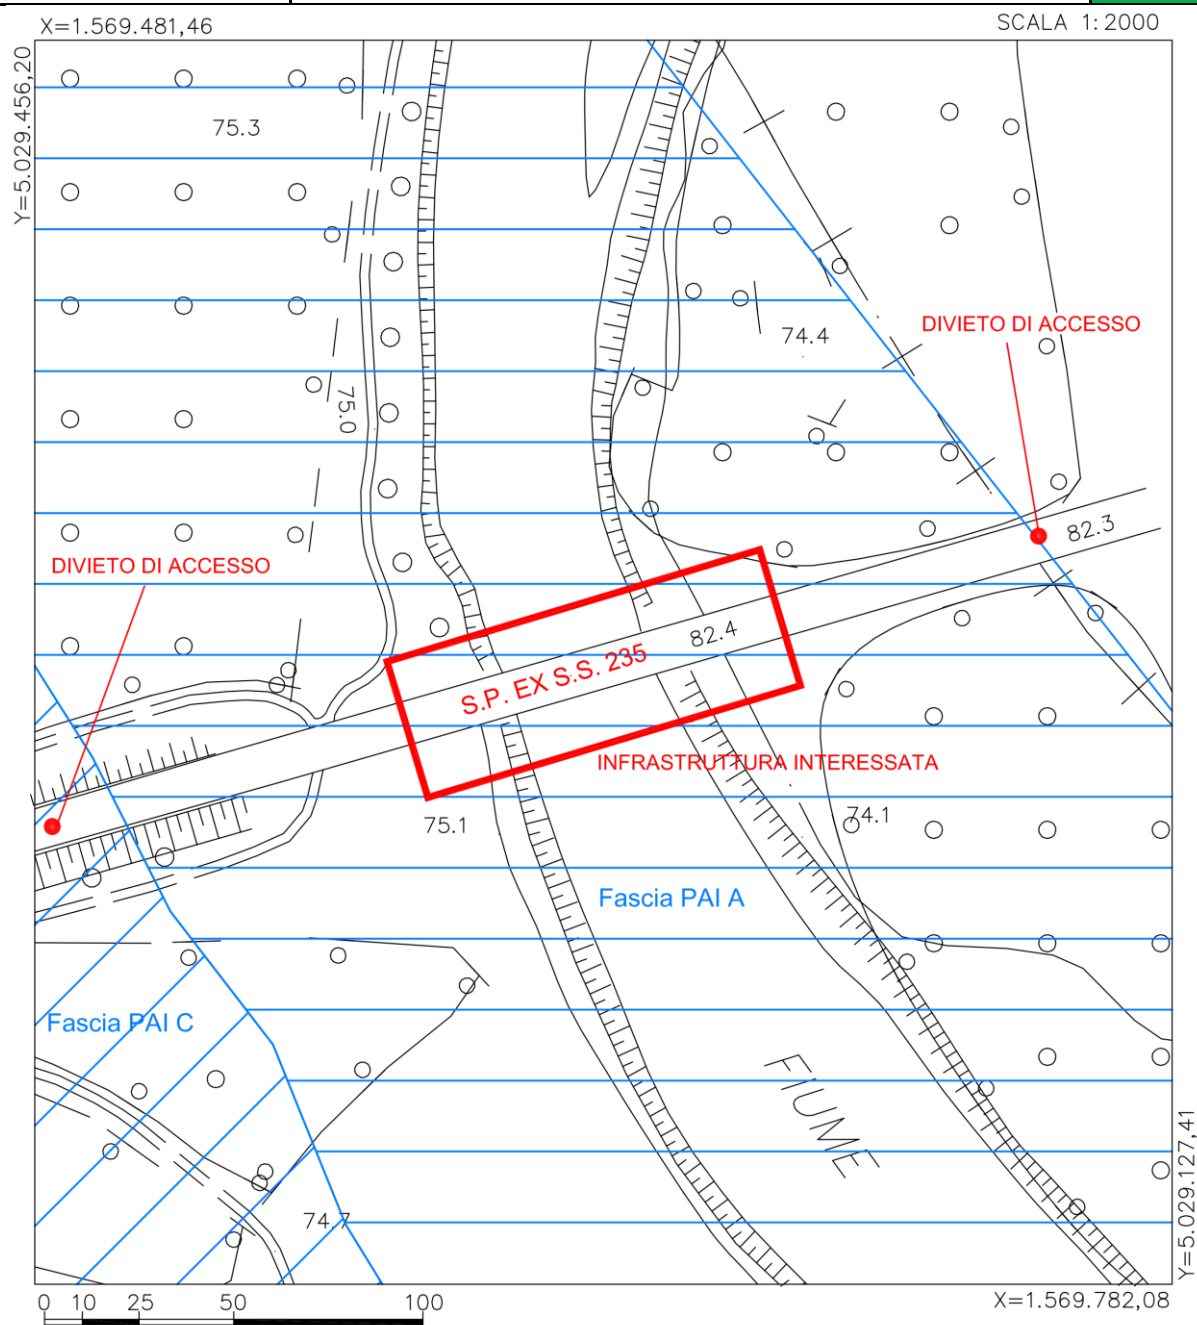 X=1.569.481,46
SCALA 1:2000
Y=5.029.456,20
75.3
74.4
DIVIETO DI ACCESSO
75.0
82.3
DIVIETO DI ACCESSO
82.4
S.P. EX S.S. 235
INFRASTRUTTURA INTERESSATA
75.1
74.1
Fascia PAI A
Fascia PAI C
FIUME
74.7
Y=5.029.127,41
X=1.569.782,08
0 10 25 50 100